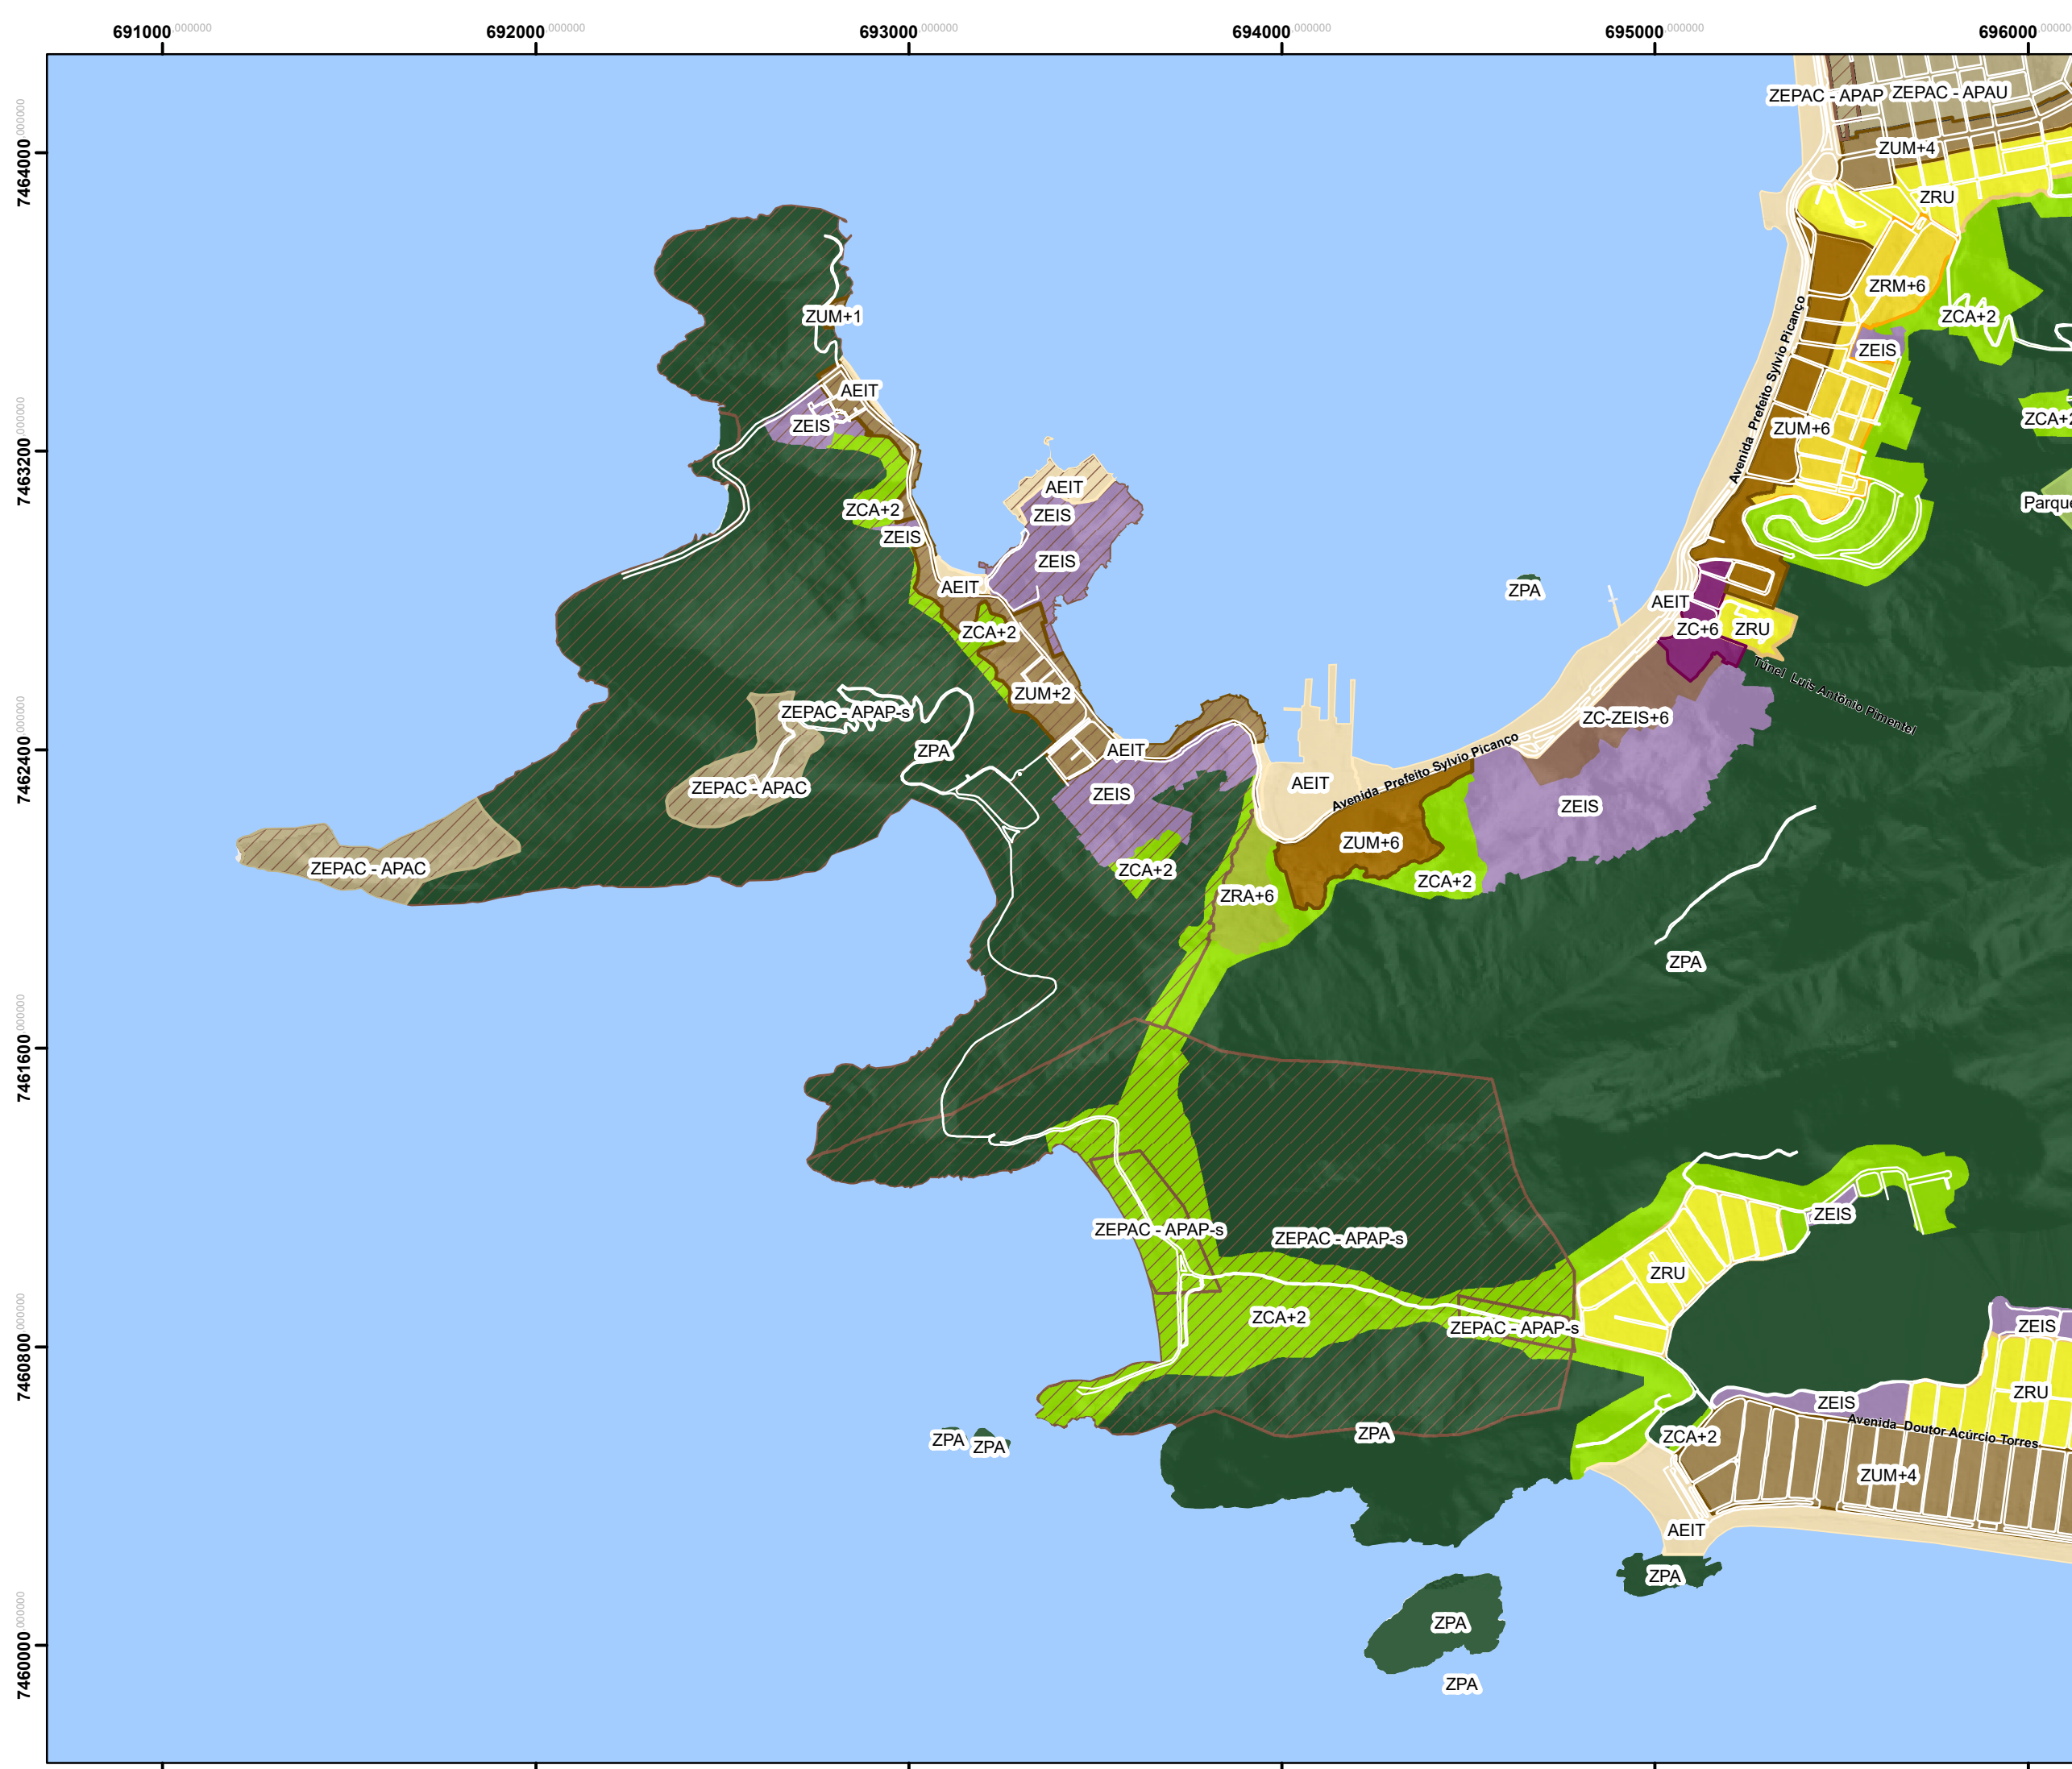 691000.000000
692000.000000
693000.000000
694000.000000
695000.000000
696000
7464000.000000
7463200.000000
7462400.000000
7461600.000000
7460800.000000
7460000.000000
ZEPAC - APAP
ZEPAC - APAU
ZUM+4
ZRU
ZRM+6
ZUM+1
ZCA+2
ZEIS
AEIT
ZEIS
ZUM+6
ZCA+2
Avenida Prefeito Sylvio Picanço
AEIT
ZEIS
Parque
ZCA+2
ZEIS
ZEIS
AEIT
ZPA
AEIT
ZC+6
ZRU
ZCA+2
Túnel Luís Antônio Pimentel
ZUM+2
ZEPAC - APAP-s
ZC-ZEIS+6
ZPA
AEIT
AEIT
Avenida Prefeito Sylvio Picanço
ZEPAC - APAC
ZEIS
ZEIS
ZUM+6
ZEPAC - APAC
ZCA+2
ZCA+2
ZRA+6
ZPA
ZEIS
ZEPAC - APAP-s
ZEPAC - APAP-s
ZRU
ZCA+2
ZEPAC - APAP-s
ZEIS
ZRU
ZEIS
Avenida Doutor Acúrcio Torres
ZPA
ZPA
ZPA
ZCA+2
ZUM+4
AEIT
ZPA
ZPA
ZPA